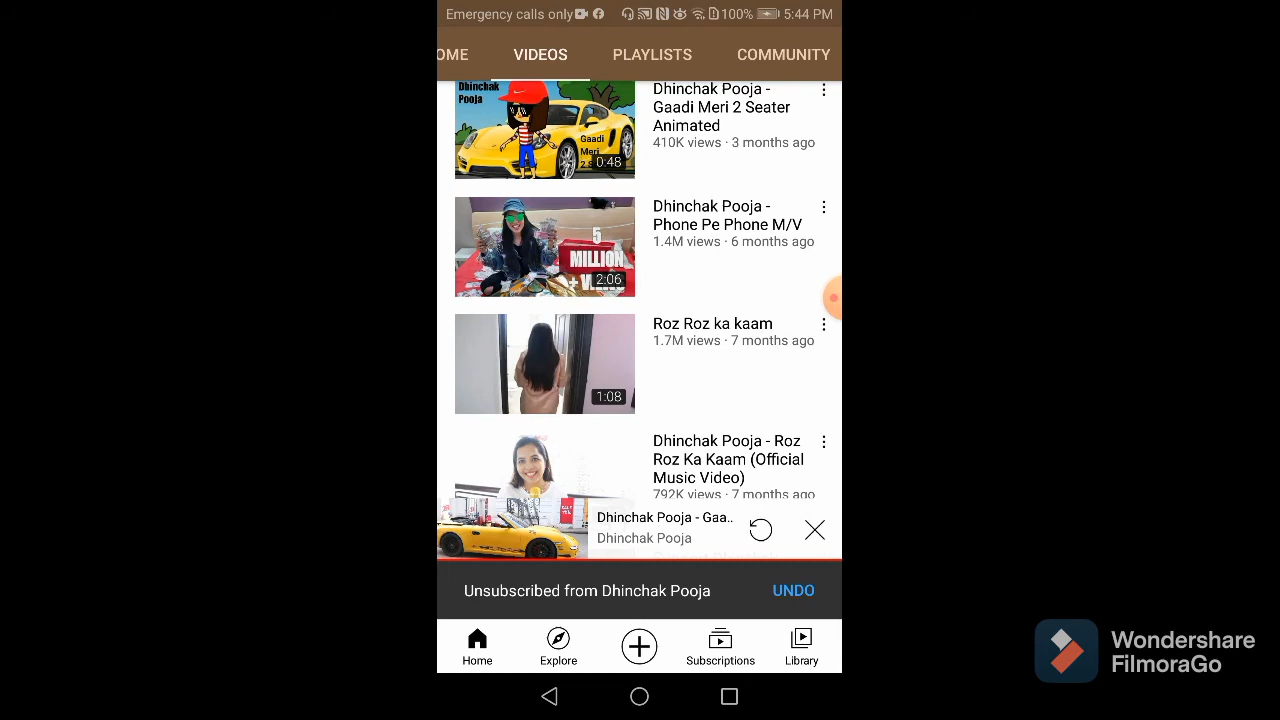 Emergency calls only 100% 5:44 PM
OME VIDEOS PLAYLISTS COMMUNITY
Dhinchak
Pooja
Gaadi
Meri
0:48
Dhinchak Pooja -
Gaadi Meri 2 Seater
Animated
410K views · 3 months ago
5
MILLION
2:06
Dhinchak Pooja -
Phone Pe Phone M/V
1.4M views · 6 months ago
1:08
Roz Roz ka kaam
1.7M views · 7 months ago
Dhinchak Pooja - Roz
Roz Ka Kaam (Official
Music Video)
792K views · 7 months ago
Dhinchak Pooja - Gaa..
Dhinchak Pooja
Unsubscribed from Dhinchak Pooja UNDO
Home Explore Subscriptions Library
Wondershare
FilmoraGo